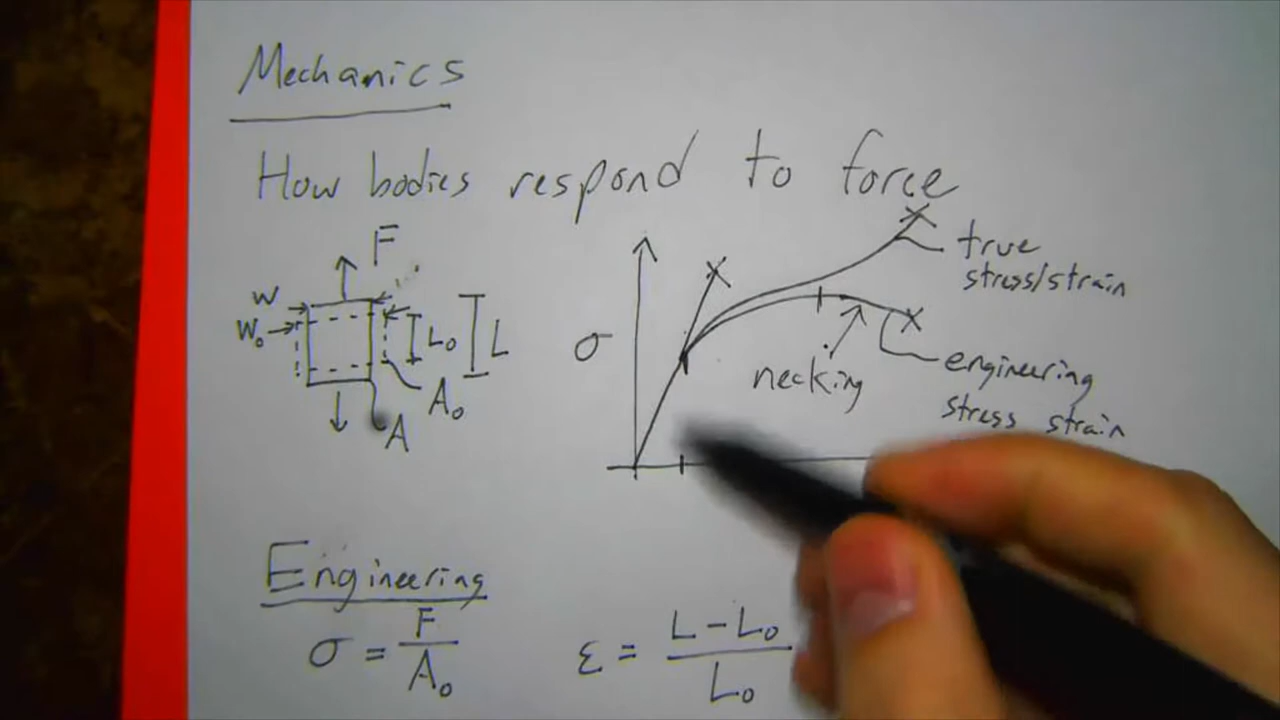 Mechanics
How bodies respond to force
F
W
W₀
L₀
L
A₀
A
σ
true
stress/strain
necking
engineering
stress strain
Engineering
σ = F/A₀
ε = L - L₀/L₀